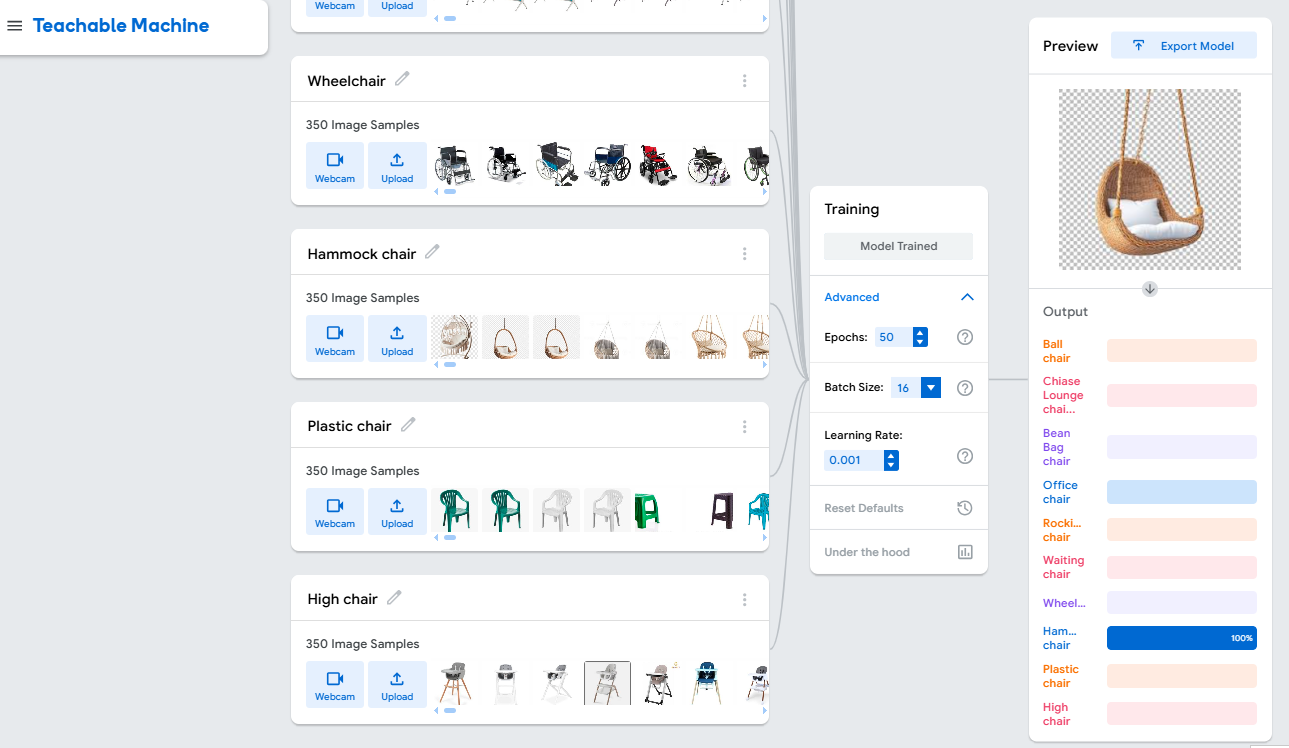 Teachable Machine
Webcam
Upload
Wheelchair
350 Image Samples
Webcam
Upload
Hammock chair
350 Image Samples
Webcam
Upload
Plastic chair
350 Image Samples
Webcam
Upload
High chair
350 Image Samples
Webcam
Upload
Training
Model Trained
Advanced
Epochs: 50
Batch Size: 16
Learning Rate:
0.001
Reset Defaults
Under the hood
Preview
Export Model
Output
Ball
chair
Chiase
Lounge
chai...
Bean
Bag
chair
Office
chair
Rocki...
chair
Waiting
chair
Wheel...
Ham...
chair
100%
Plastic
chair
High
chair